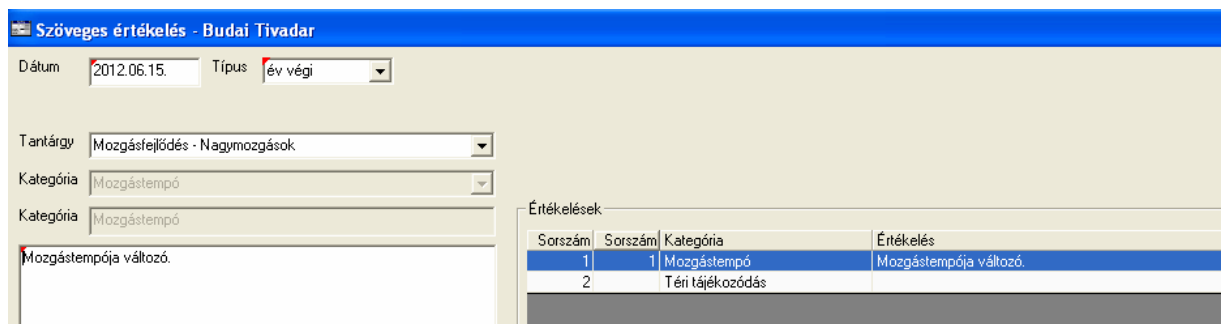 Szöveges értékelés - Budai Tivadar
Dátum 2012.06.15. Típus év végi
Tantárgy Mozgásfejlődés - Nagymozgások
Kategória Mozgástempó
Kategória Mozgástempó
Mozgástempója változó.
Értékelések
Sorszám Sorszám Kategória Értékelés
1 1 Mozgástempó Mozgástempója változó.
2 Téri tájékozódás